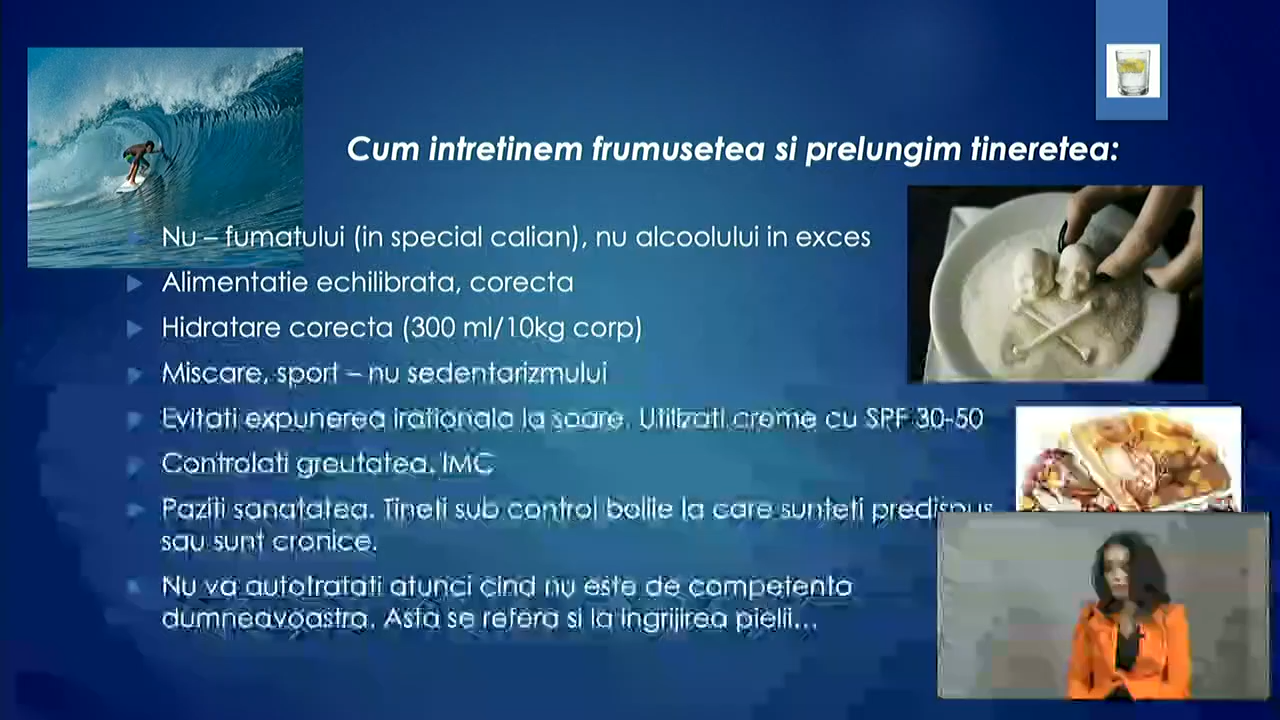 Cum intretinem frumusetea si prelungim tineretea:
Nu – fumatului (in special calian), nu alcoolului in exces
Alimentatie echilibrata, corecta
Hidratare corecta (300 ml/10kg corp)
Miscare, sport – nu sedentarizmului
Evitati expunerea irationala la soare. Utilizati creme cu SPF 30-50
Controlati greutatea, IMC
Paziti sanatatea. Tineti sub control bolile la care sunteti predispus
sau sunt cronice.
Nu va autotratati atunci cind nu este de competenta
dumneavoastra. Asta se refera si la ingrijirea pielii...